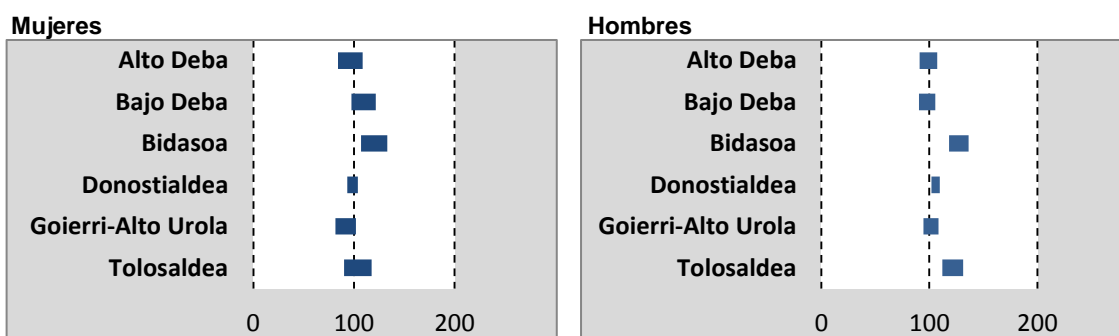 Mujeres
Alto Deba
Bajo Deba
Bidasoa
Donostialdea
Goierri-Alto Urola
Tolosaldea
0 100 200
Hombres
Alto Deba
Bajo Deba
Bidasoa
Donostialdea
Goierri-Alto Urola
Tolosaldea
0 100 200